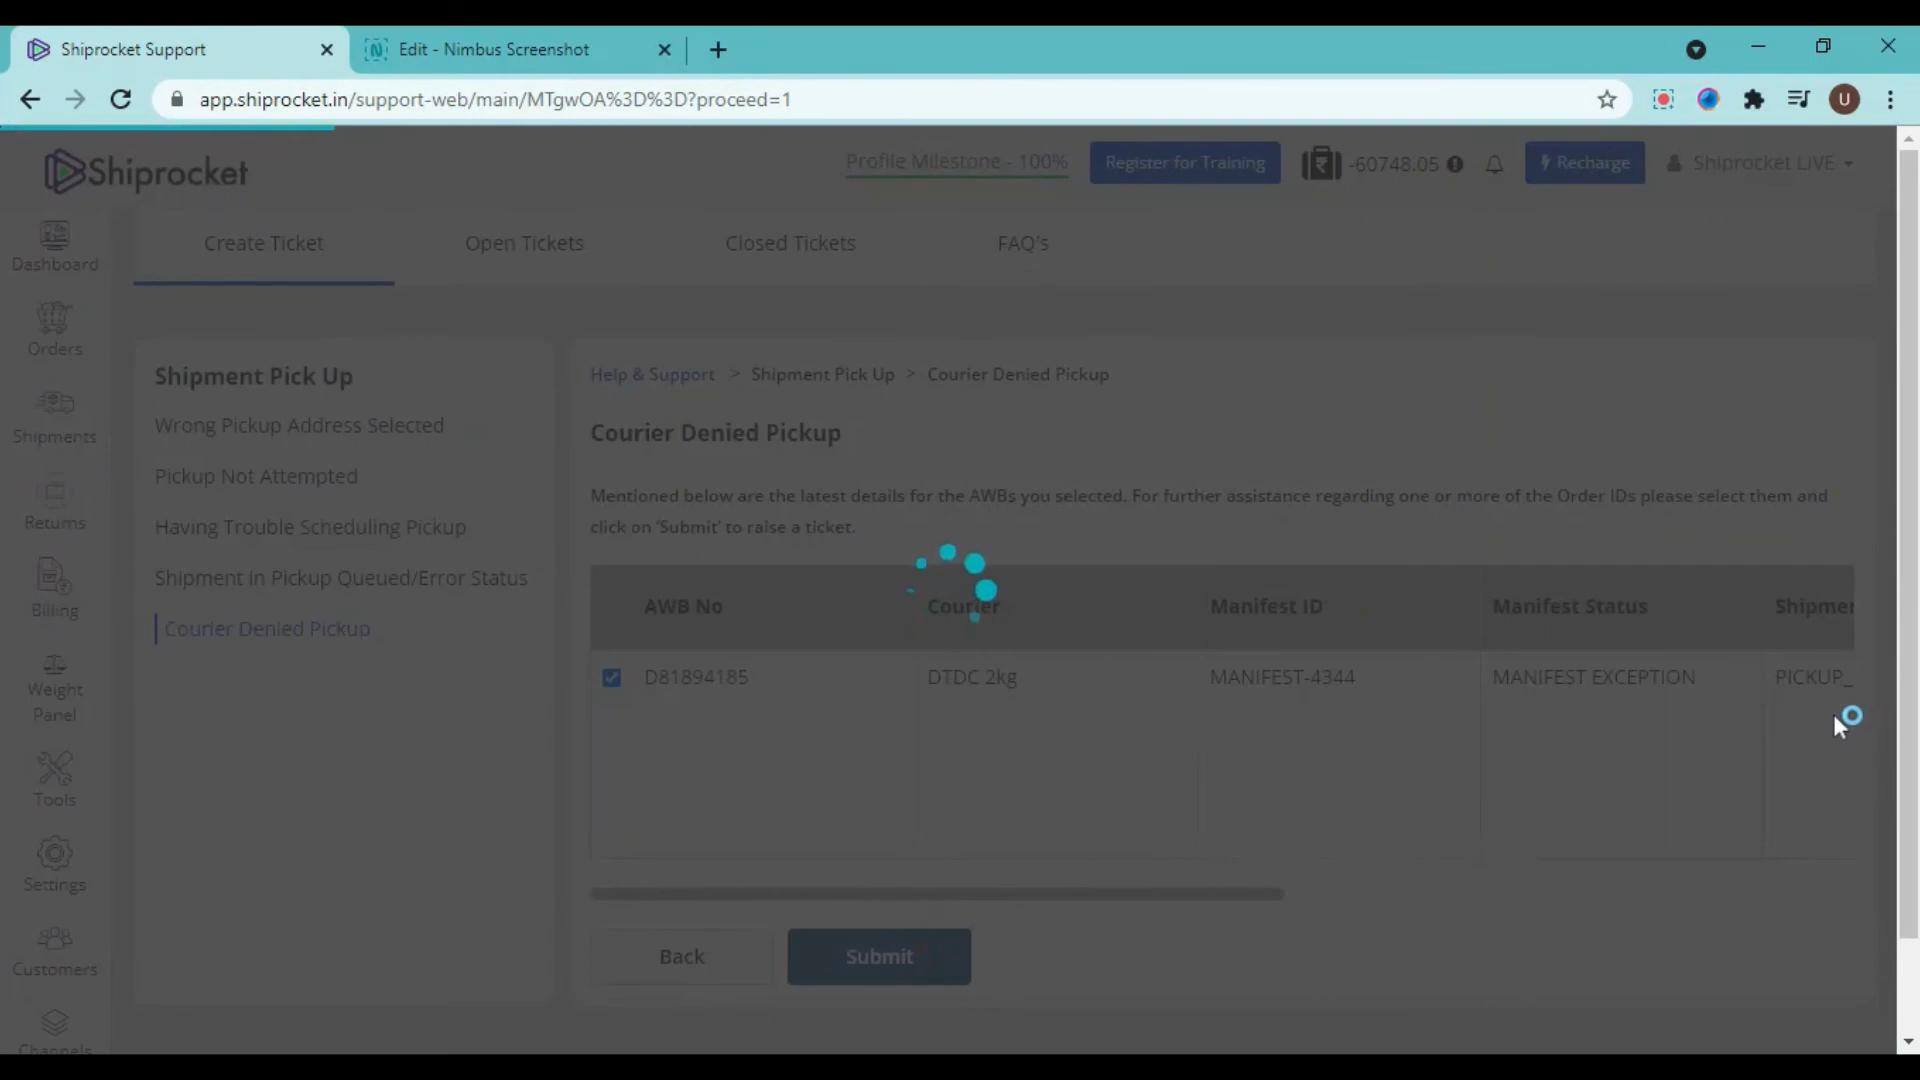 Shiprocket Support
Edit - Nimbus Screenshot
app.shiprocket.in/support-web/main/MTgwOA%3D%3D?proceed=1
U
Shiprocket
Profile Milestone - 100%
Register for Training
-60748.05
Recharge
Shiprocket LIVE
Create Ticket
Open Tickets
Closed Tickets
FAQ's
Dashboard
Orders
Shipments
Returns
Billing
Weight
Panel
Tools
Settings
Customers
Channels
Shipment Pick Up
Wrong Pickup Address Selected
Pickup Not Attempted
Having Trouble Scheduling Pickup
Shipment In Pickup Queued/Error Status
Courier Denied Pickup
Help & Support > Shipment Pick Up > Courier Denied Pickup
Courier Denied Pickup
Mentioned below are the latest details for the AWBs you selected. For further assistance regarding one or more of the Order IDs please select them and
click on 'Submit' to raise a ticket.
AWB No Courier Manifest ID Manifest Status Shipmen
D81894185 DTDC 2kg MANIFEST-4344 MANIFEST EXCEPTION PICKUP_
Back
Submit